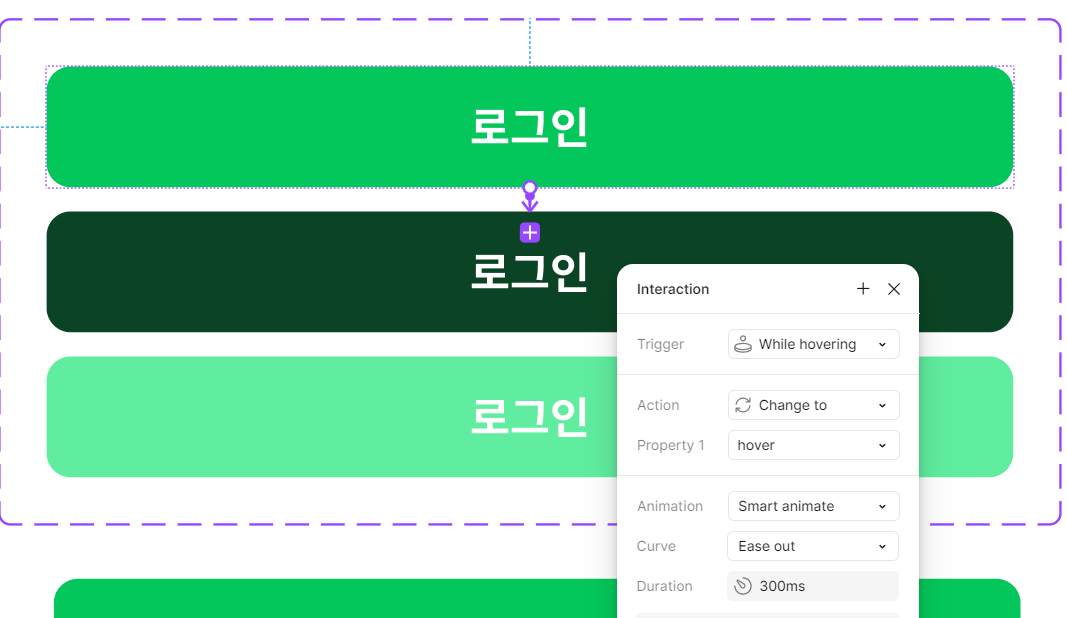 로그인
로그인
로그인
Interaction
Trigger While hovering
Action Change to
Property 1 hover
Animation Smart animate
Curve Ease out
Duration 300ms